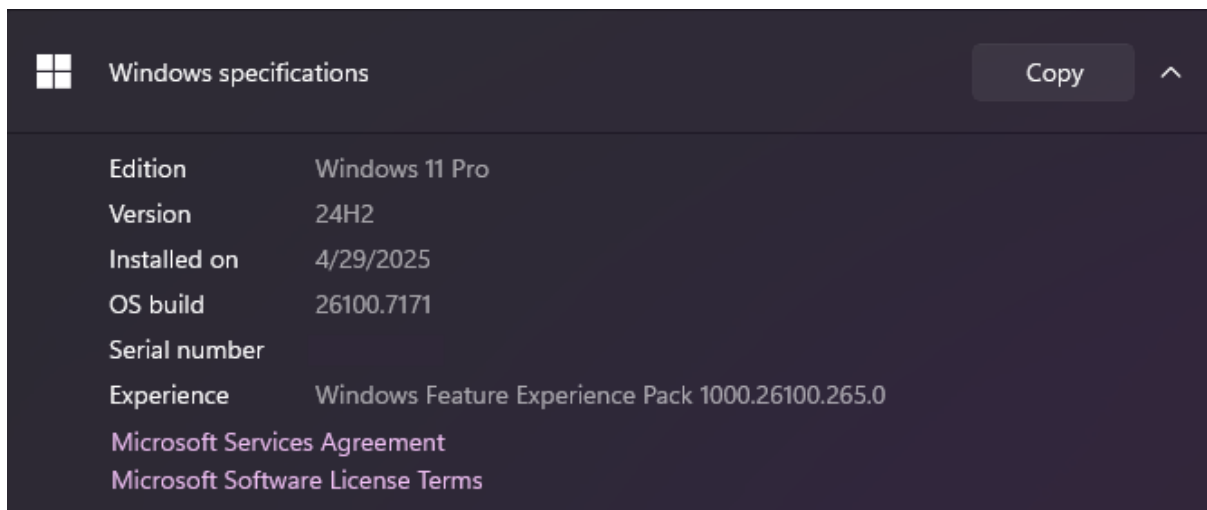 Windows specifications Copy
Edition Windows 11 Pro
Version 24H2
Installed on 4/29/2025
OS build 26100.7171
Serial number
Experience Windows Feature Experience Pack 1000.26100.265.0
Microsoft Services Agreement
Microsoft Software License Terms